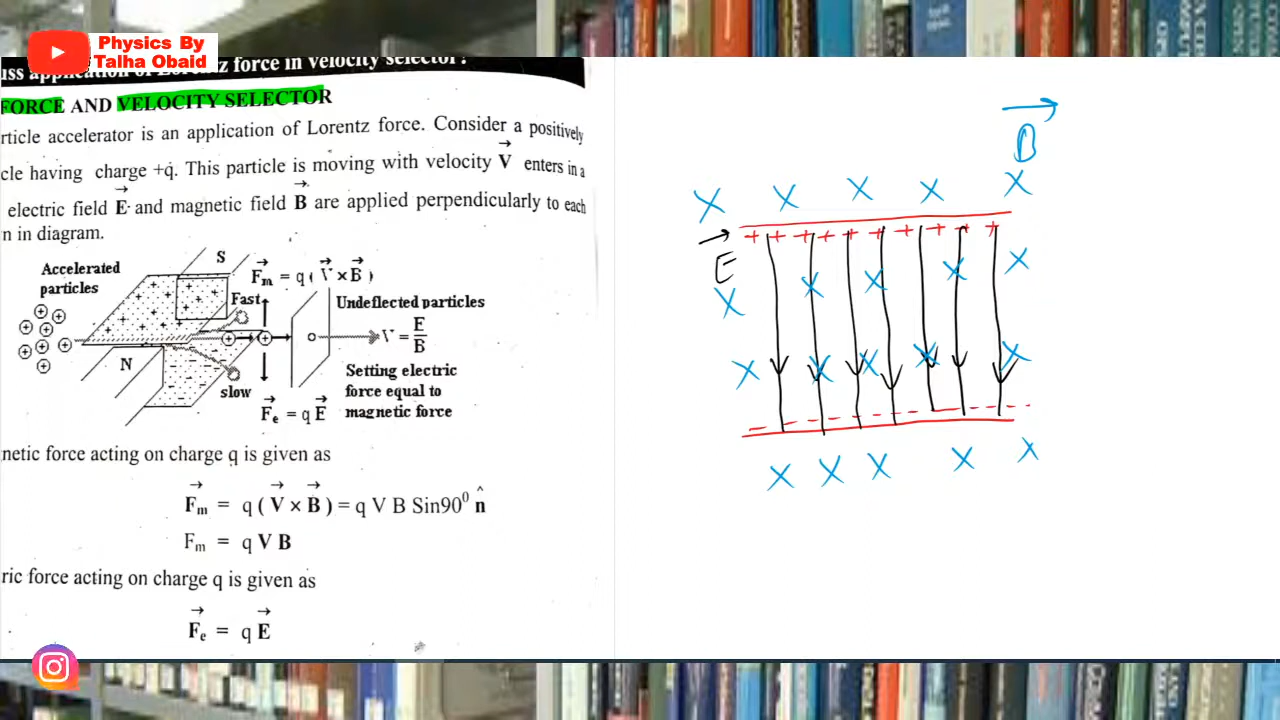 Physics By
Talha Obaid
uss application of Lorentz force in velocity selector?
FORCE AND VELOCITY SELECTOR
rticle accelerator is an application of Lorentz force. Consider a positively
cle having charge +q. This particle is moving with velocity V⃗ enters in a
electric field E⃗ and magnetic field B⃗ are applied perpendicularly to each
n in diagram.
Accelerated
particles
S
N
F⃗m = q ( V⃗ × B⃗ )
Fast
slow
Undeflected particles
V = E/B
Setting electric
force equal to
magnetic force
F⃗e = q E⃗
netic force acting on charge q is given as
F⃗m = q ( V⃗ × B⃗ ) = q V B Sin90⁰ n̂
Fm = q V B
ric force acting on charge q is given as
F⃗e = q E⃗
B⃗
E⃗